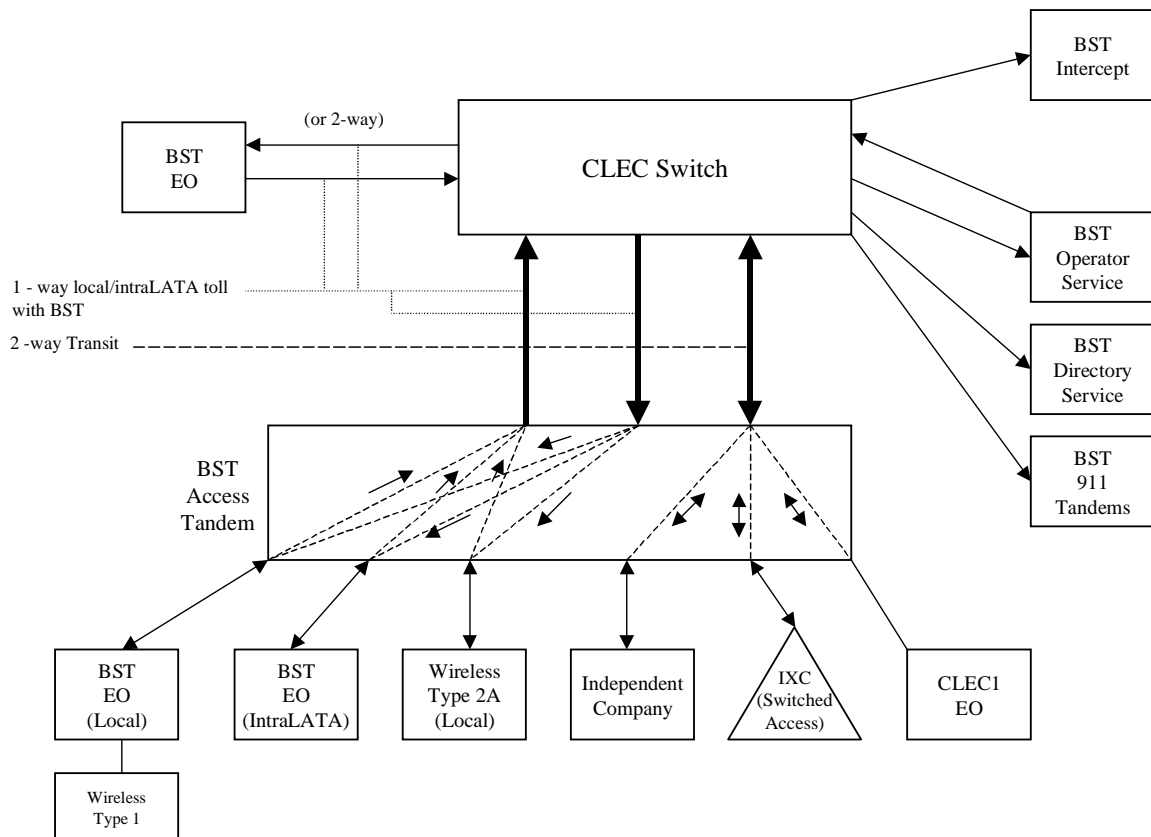 BST
Intercept
(or 2-way)
BST
EO
CLEC Switch
BST
Operator
Service
1 - way local/intraLATA toll
with BST
2 -way Transit
BST
Directory
Service
BST
Access
Tandem
BST
911
Tandems
BST
EO
(Local)
BST
EO
(IntraLATA)
Wireless
Type 2A
(Local)
Independent
Company
IXC
(Switched
Access)
CLEC1
EO
Wireless
Type 1